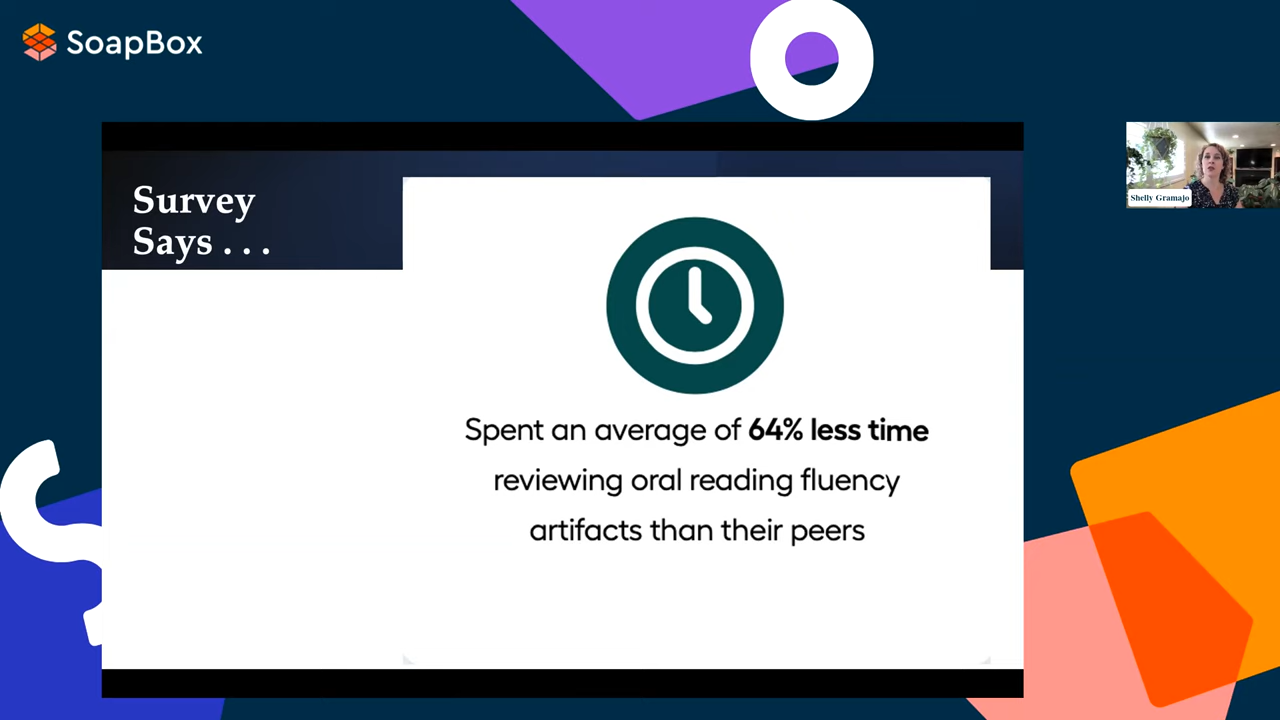 SoapBox
Survey
Says . . .
Spent an average of 64% less time
reviewing oral reading fluency
artifacts than their peers
Shelly Gramajo